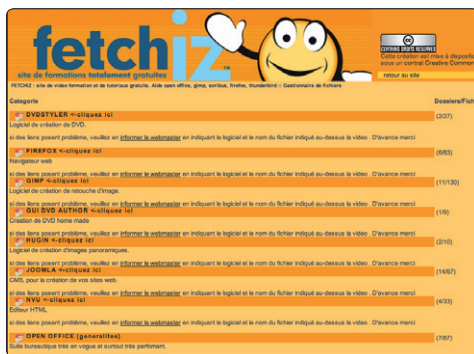 fetchiz
TM
site de formations totalement gratuites
CC
CERTAINS DROITS RESERVES
Cette création est mise à dispositio
sous un contrat Creative Common
retour au site
FETCHIZ : site de video formation et de tutoriaux gratuits. Aide open office, gimp, scribus, firefox, thunderbird :: Gestionnaire de fichiers
Categorie Dossiers/Fich
DVDSTYLER <-cliquez ici (2/27)
Logiciel de création de DVD.
si des liens posent problème, veuillez en informer le webmaster en indiquant le logiciel et le nom du fichier indiqué au-dessus la video . D'avance merci
FIREFOX <-cliquez ici (6/83)
Navigateur web
si des liens posent problème, veuillez en informer le webmaster en indiquant le logiciel et le nom du fichier indiqué au-dessus la video . D'avance merci
GIMP <-cliquez ici (11/130)
Logiciel de création de retouche d'image.
si des liens posent problème, veuillez en informer le webmaster en indiquant le logiciel et le nom du fichier indiqué au-dessus la video . D'avance merci
GUI DVD AUTHOR <-cliquez ici
Création de DVD home made
si des liens posent problème, veuillez en informer le webmaster en indiquant le logiciel et le nom du fichier indiqué au-dessus la video . D'avance merci
HUGIN <-cliquez ici (2/10)
Logiciel de création d'images panoramiques.
si des liens posent problème, veuillez en informer le webmaster en indiquant le logiciel et le nom du fichier indiqué au-dessus la video . D'avance merci
JOOMLA <-cliquez ici (14/67)
CMS, pour la création de vos sites web.
si des liens posent problème, veuillez en informer le webmaster en indiquant le logiciel et le nom du fichier indiqué au-dessus la video . D'avance merci
NVU <-cliquez ici (4/33)
Editeur HTML
si des liens posent problème, veuillez en informer le webmaster en indiquant le logiciel et le nom du fichier indiqué au-dessus la video . D'avance merci
OPEN OFFICE (generalites) (7/67)
Suite bureautique très en vogue et surtout très performant.